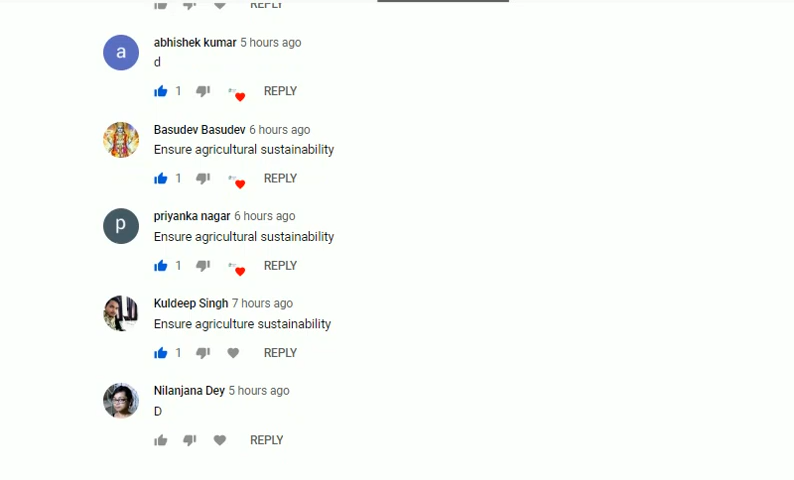 REPLY
abhishek kumar 5 hours ago
d
1 REPLY
Basudev Basudev 6 hours ago
Ensure agricultural sustainability
1 REPLY
priyanka nagar 6 hours ago
Ensure agricultural sustainability
1 REPLY
Kuldeep Singh 7 hours ago
Ensure agriculture sustainability
1 REPLY
Nilanjana Dey 5 hours ago
D
REPLY